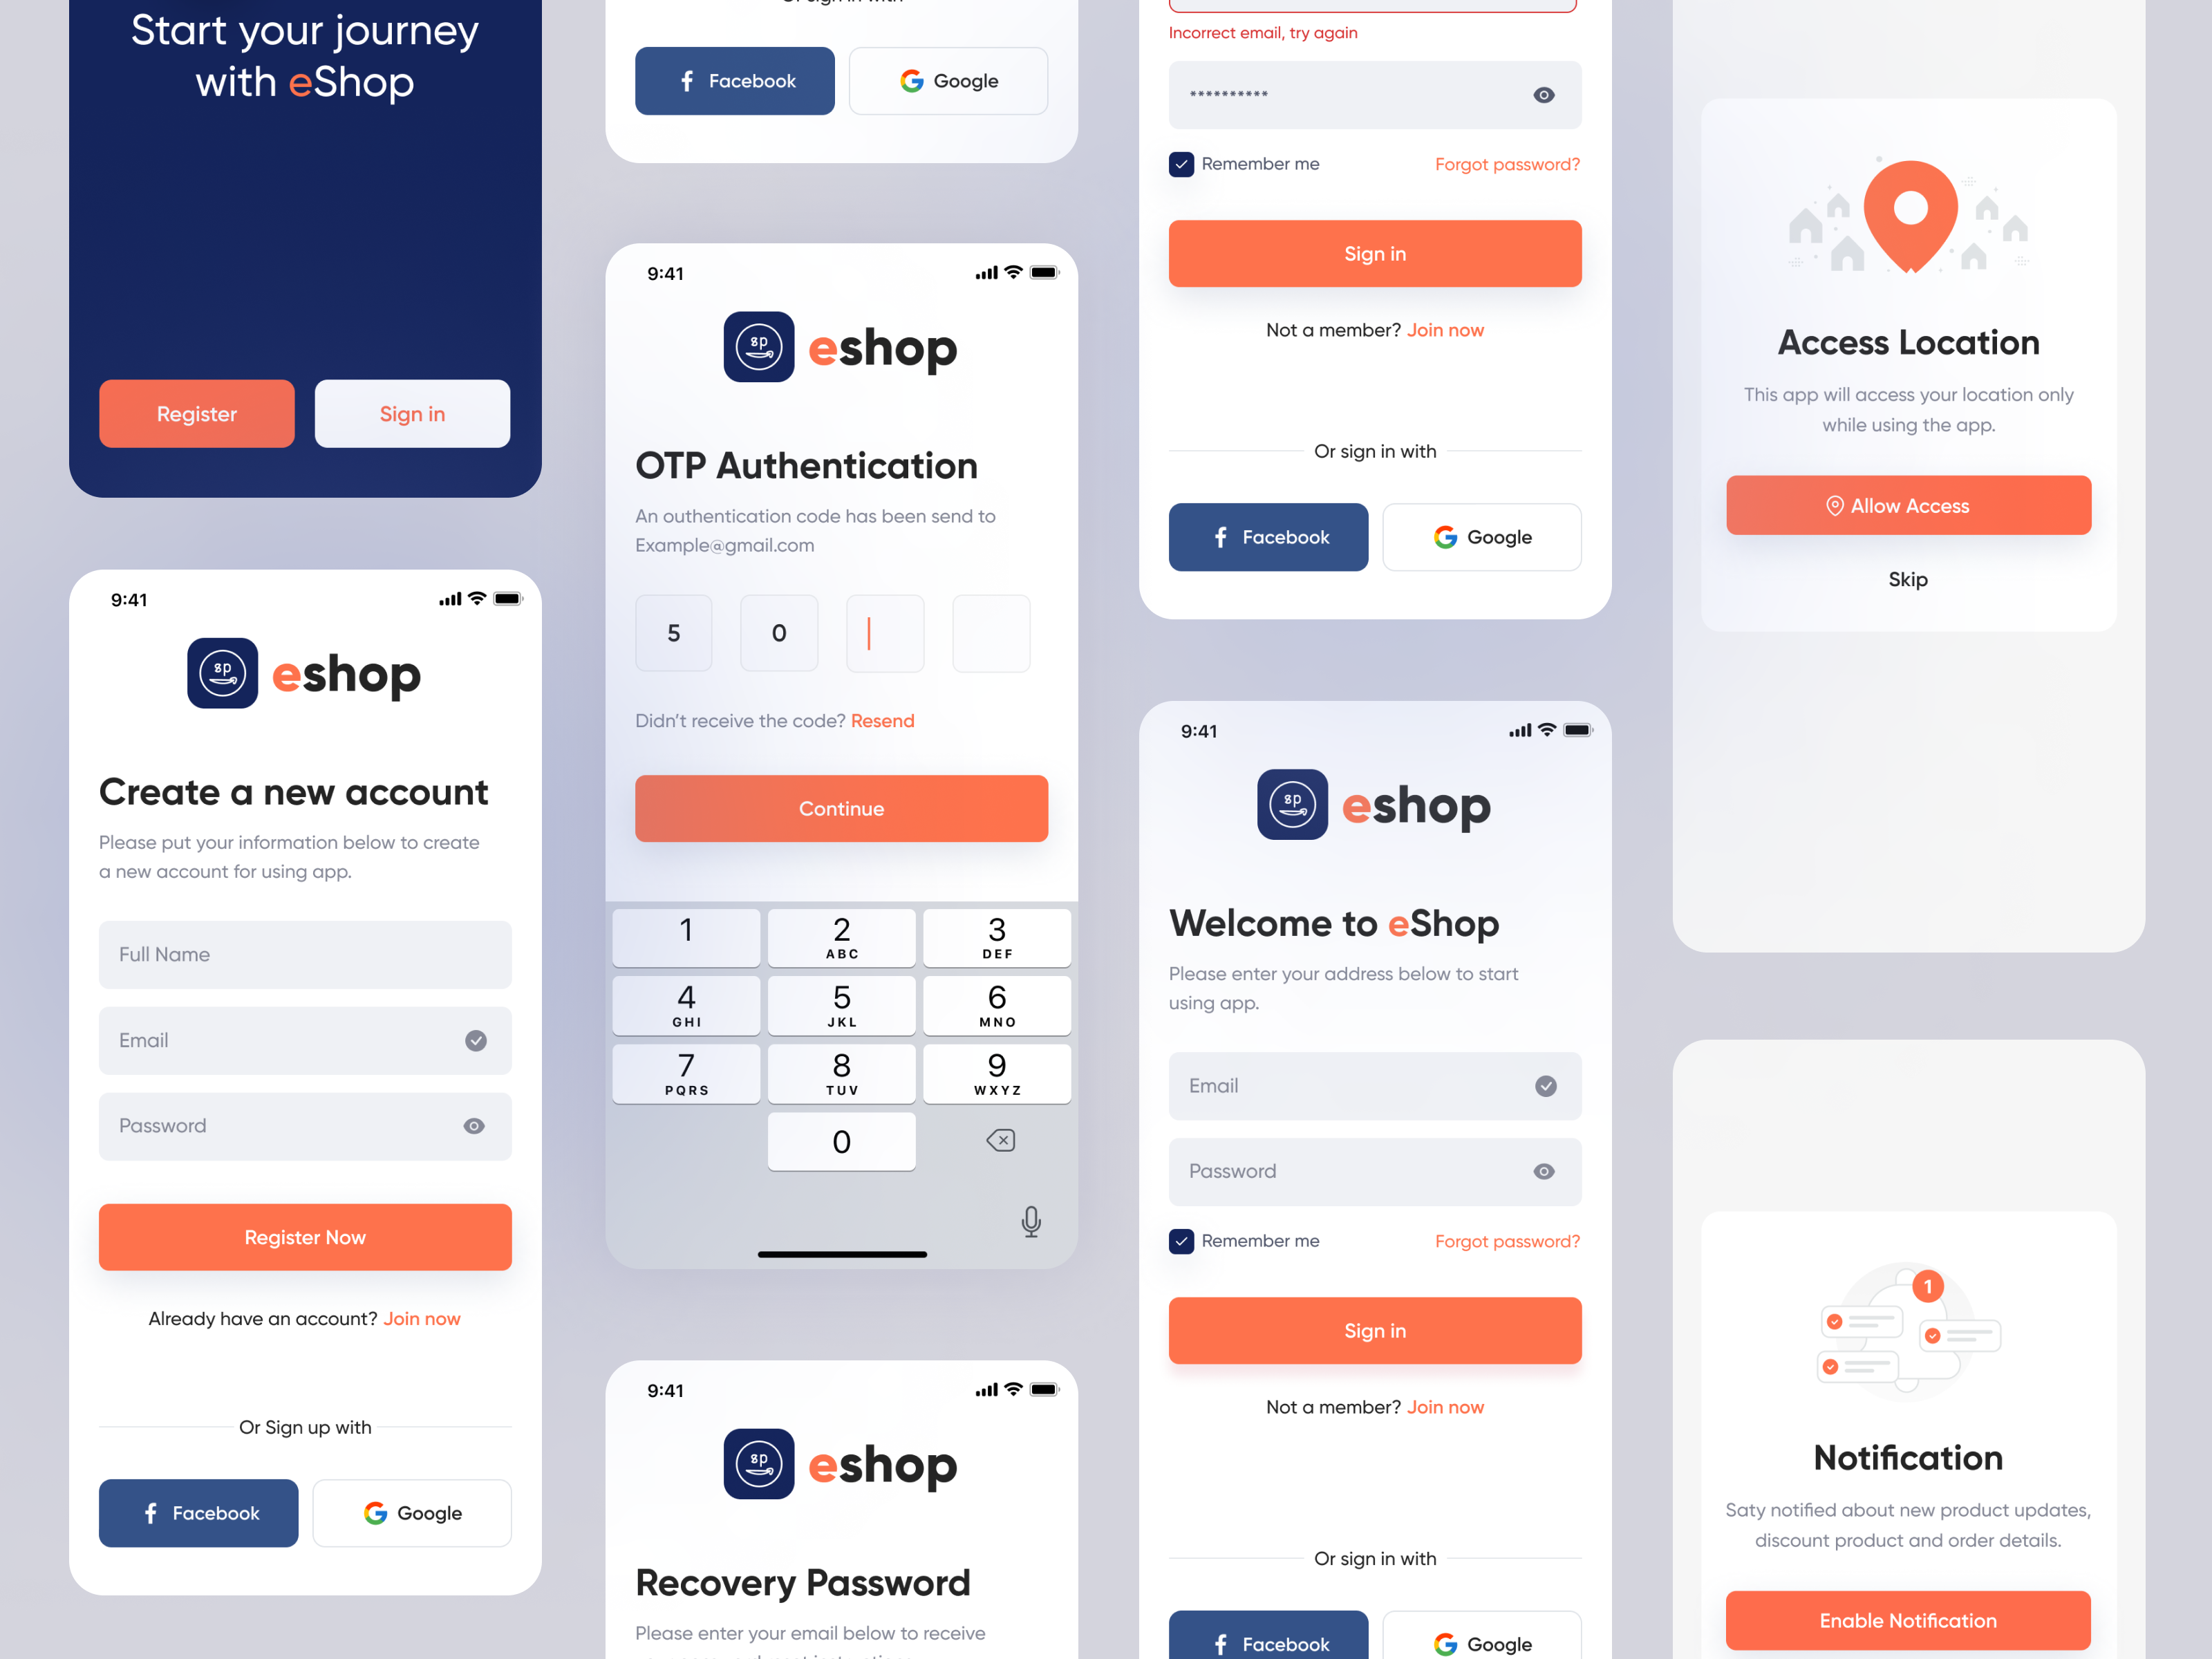 Start your journey
with eShop
Register
Sign in
9:41
sp
eshop
Create a new account
Please put your information below to create
a new account for using app.
Full Name
Email
Password
Register Now
Already have an account? Join now
Or Sign up with
Facebook
Google
Or sign in with
Facebook
Google
9:41
sp
eshop
OTP Authentication
An authentication code has been send to
Example@gmail.com
5 0
Didn't receive the code? Resend
Continue
1 2 3
ABC DEF
4 5 6
GHI JKL MNO
7 8 9
PQRS TUV WXYZ
0
9:41
sp
eshop
Recovery Password
Please enter your email below to receive
Incorrect email, try again
**********
Remember me
Forgot password?
Sign in
Not a member? Join now
Or sign in with
Facebook
Google
9:41
sp
eshop
Welcome to eShop
Please enter your address below to start
using app.
Email
Password
Remember me
Forgot password?
Sign in
Not a member? Join now
Or sign in with
Facebook
Google
Access Location
This app will access your location only
while using the app.
Allow Access
Skip
1
Notification
Saty notified about new product updates,
discount product and order details.
Enable Notification